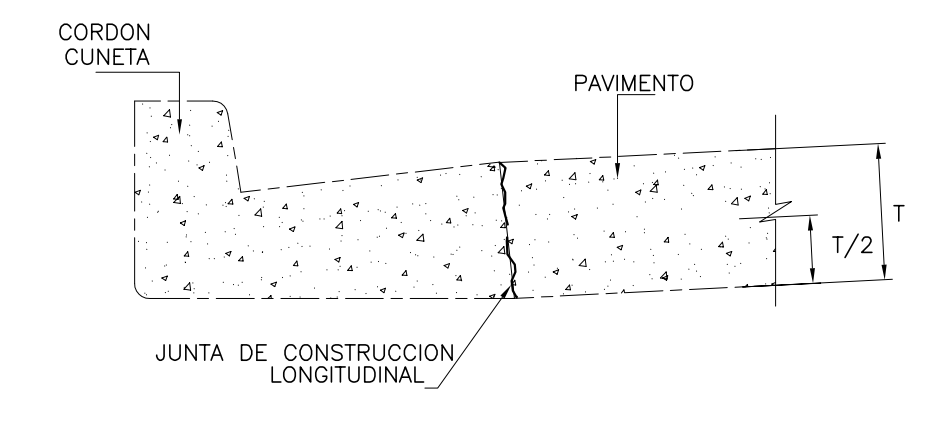 CORDON
CUNETA
PAVIMENTO
T
T/2
JUNTA DE CONSTRUCCION
LONGITUDINAL